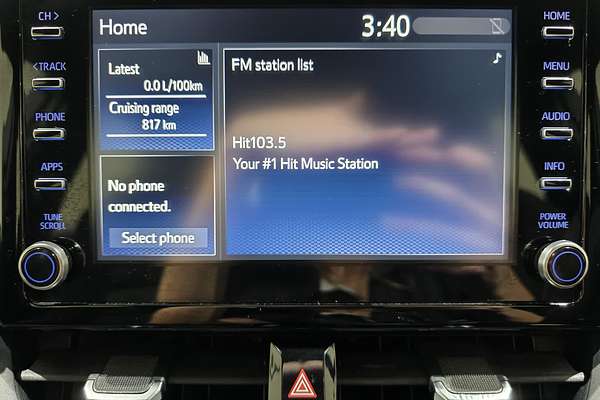 CH >
Home
3:40
HOME
< TRACK
Latest
0.0 L/100km
Cruising range
817 km
FM station list
MENU
PHONE
AUDIO
Hit103.5
Your #1 Hit Music Station
APPS
No phone
connected.
INFO
TUNE
SCROLL
Select phone
POWER
VOLUME